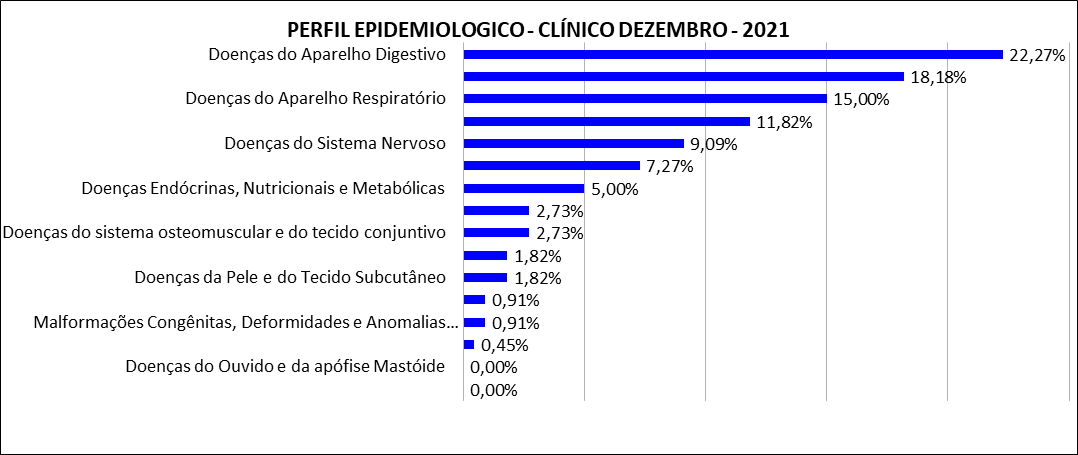 PERFIL EPIDEMIOLOGICO - CLÍNICO DEZEMBRO - 2021
Doenças do Aparelho Digestivo 22,27%
18,18%
Doenças do Aparelho Respiratório 15,00%
11,82%
Doenças do Sistema Nervoso 9,09%
7,27%
Doenças Endócrinas, Nutricionais e Metabólicas 5,00%
2,73%
Doenças do sistema osteomuscular e do tecido conjuntivo 2,73%
1,82%
Doenças da Pele e do Tecido Subcutâneo 1,82%
0,91%
Malformações Congênitas, Deformidades e Anomalias... 0,91%
0,45%
Doenças do Ouvido e da apófise Mastóide 0,00%
0,00%